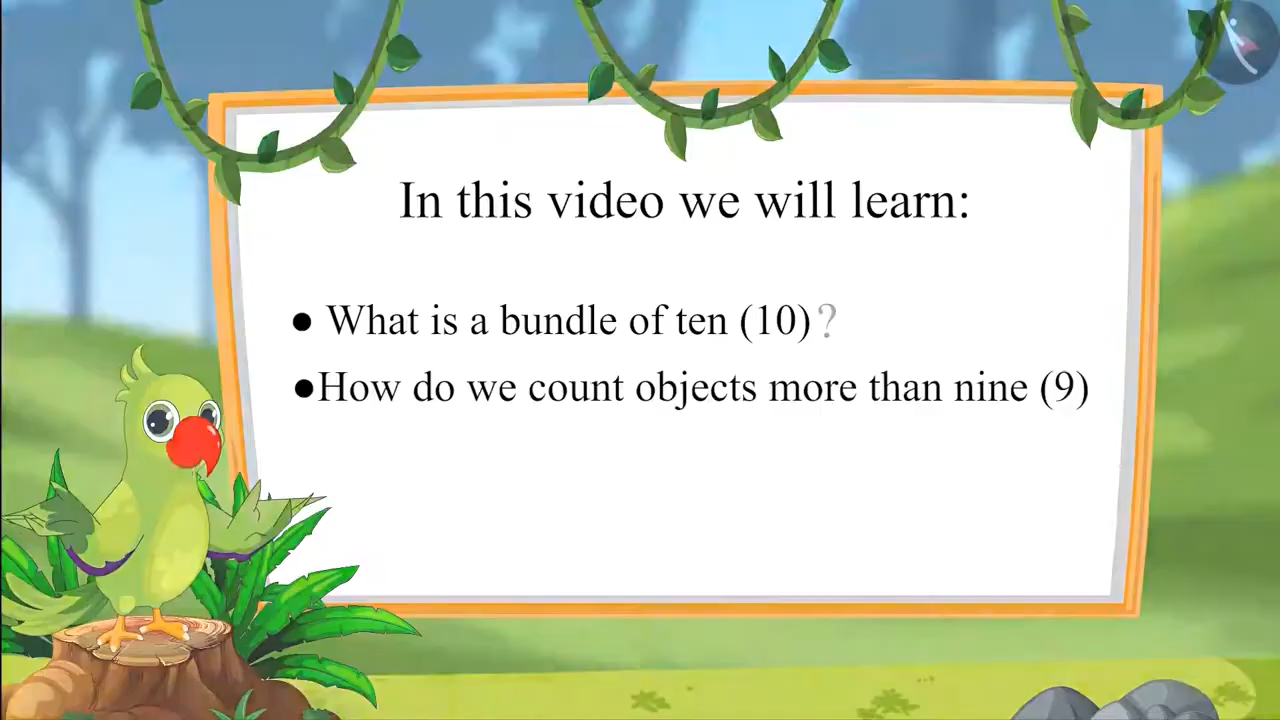 In this video we will learn:
● What is a bundle of ten (10)?
●How do we count objects more than nine (9)